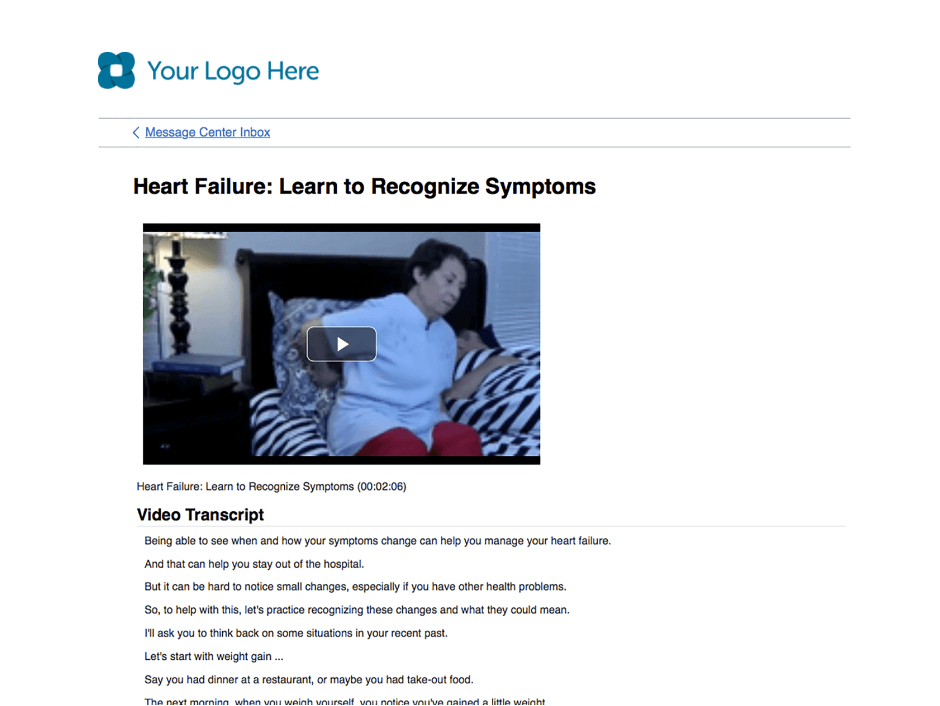 Your Logo Here
Message Center Inbox
Heart Failure: Learn to Recognize Symptoms
Heart Failure: Learn to Recognize Symptoms (00:02:06)
Video Transcript
Being able to see when and how your symptoms change can help you manage your heart failure.
And that can help you stay out of the hospital.
But it can be hard to notice small changes, especially if you have other health problems.
So, to help with this, let's practice recognizing these changes and what they could mean.
I'll ask you to think back on some situations in your recent past.
Let's start with weight gain ...
Say you had dinner at a restaurant, or maybe you had take-out food.
The next morning, when you weigh yourself, you notice you've gained a little weight